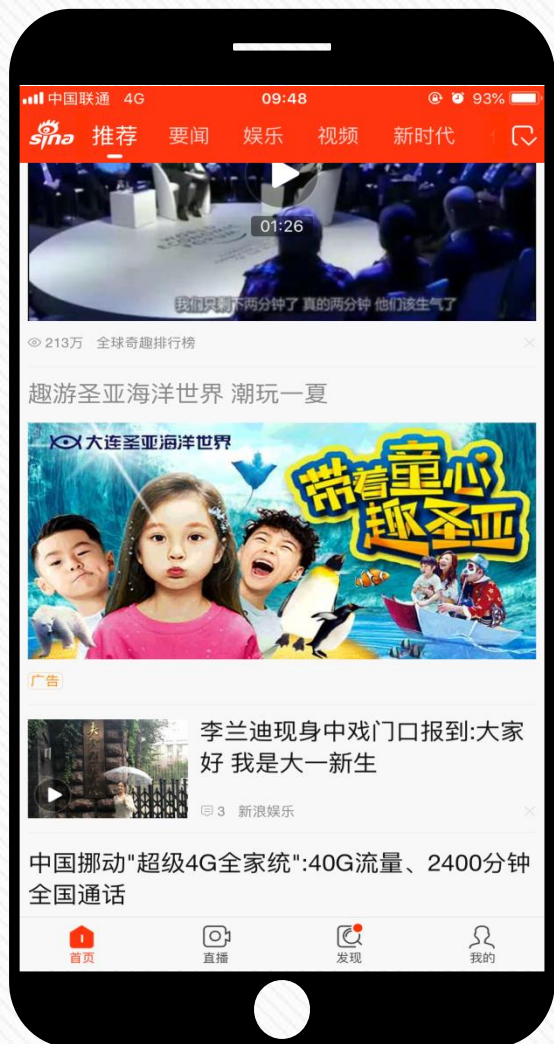 中国联通 4G 09:48 93%
sina 推荐 要闻 娱乐 视频 新时代
01:26
WORLD
ECONOMIC
FORUM
我们只剩下两分钟了 真的两分钟 他们该生气了
213万 全球奇趣排行榜
趣游圣亚海洋世界 潮玩一夏
大连圣亚海洋世界
带着童心
趣圣亚
广告
李兰迪现身中戏门口报到:大家
好 我是大一新生
3 新浪娱乐
中国挪动"超级4G全家统":40G流量、2400分钟
全国通话
首页 直播 发现 我的